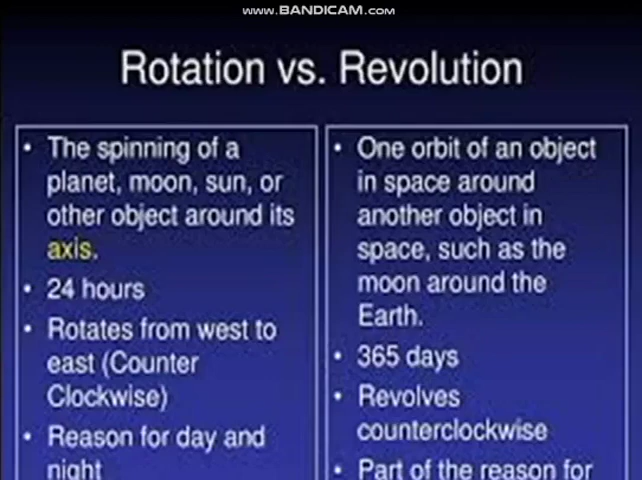 www.BANDICAM.com
Rotation vs. Revolution
• The spinning of a
planet, moon, sun, or
other object around its
axis.
• 24 hours
• Rotates from west to
east (Counter
Clockwise)
• Reason for day and
night
• One orbit of an object
in space around
another object in
space, such as the
moon around the
Earth.
• 365 days
• Revolves
counterclockwise
• Part of the reason for